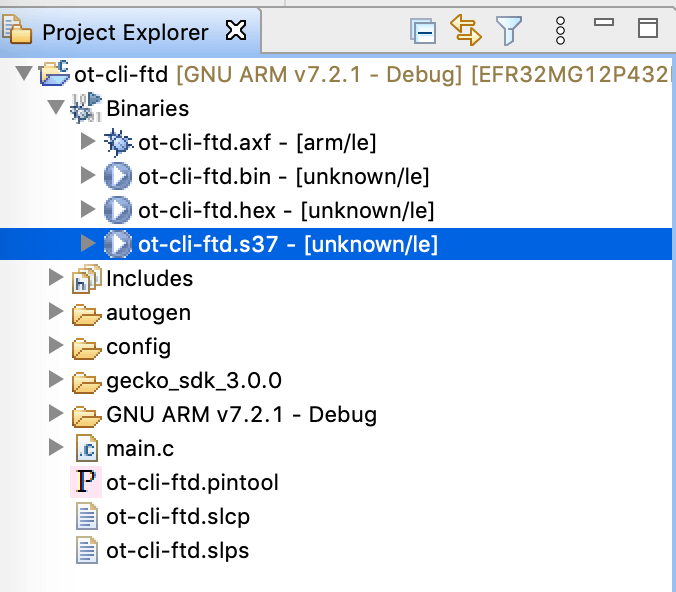 Project Explorer
ot-cli-ftd [GNU ARM v7.2.1 - Debug] [EFR32MG12P432
Binaries
ot-cli-ftd.axf - [arm/le]
ot-cli-ftd.bin - [unknown/le]
ot-cli-ftd.hex - [unknown/le]
ot-cli-ftd.s37 - [unknown/le]
Includes
autogen
config
gecko_sdk_3.0.0
GNU ARM v7.2.1 - Debug
main.c
ot-cli-ftd.pintool
ot-cli-ftd.slcp
ot-cli-ftd.slps